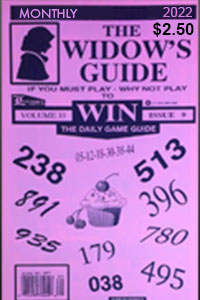 MONTHLY 2022
$2.50
THE
WIDOW'S
GUIDE
IF YOU MUST PLAY - WHY NOT PLAY
TO
VOLUME 33 WIN ISSUE 9
THE DAILY GAME GUIDE
238 05-12-18-30-38-44 513
891 396
935 179 780
038 495